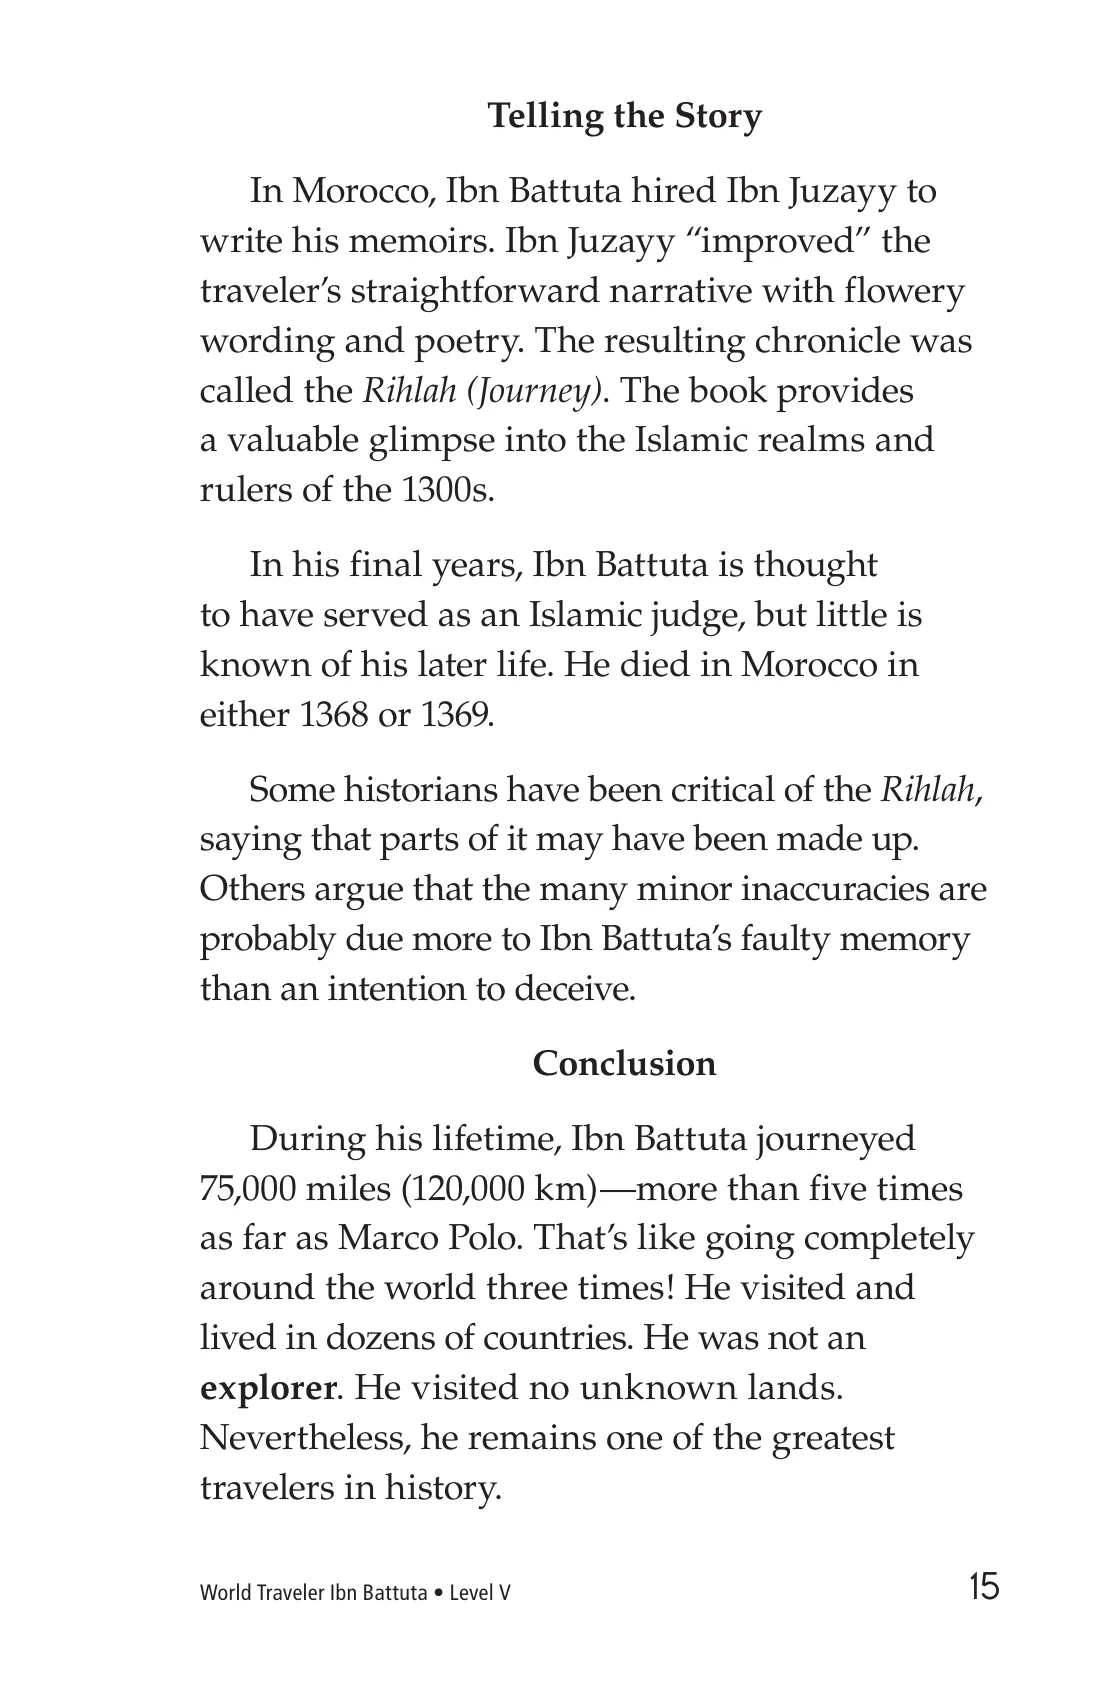 Telling the Story
In Morocco, Ibn Battuta hired Ibn Juzayy to
write his memoirs. Ibn Juzayy “improved” the
traveler’s straightforward narrative with flowery
wording and poetry. The resulting chronicle was
called the Rihlah (Journey). The book provides
a valuable glimpse into the Islamic realms and
rulers of the 1300s.
In his final years, Ibn Battuta is thought
to have served as an Islamic judge, but little is
known of his later life. He died in Morocco in
either 1368 or 1369.
Some historians have been critical of the Rihlah,
saying that parts of it may have been made up.
Others argue that the many minor inaccuracies are
probably due more to Ibn Battuta’s faulty memory
than an intention to deceive.
Conclusion
During his lifetime, Ibn Battuta journeyed
75,000 miles (120,000 km)—more than five times
as far as Marco Polo. That’s like going completely
around the world three times! He visited and
lived in dozens of countries. He was not an
explorer. He visited no unknown lands.
Nevertheless, he remains one of the greatest
travelers in history.
World Traveler Ibn Battuta • Level V
15